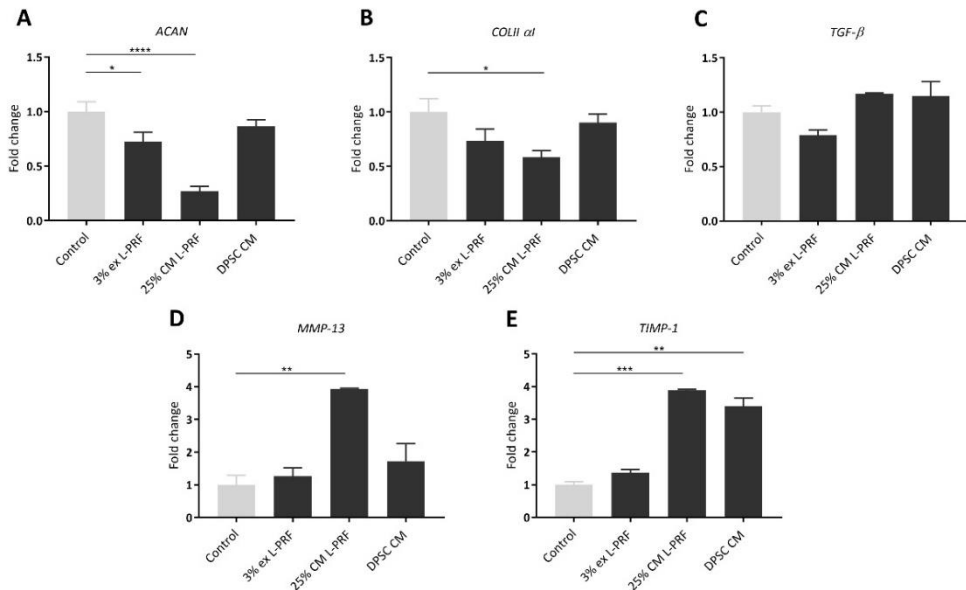 A
ACAN
****
*
Fold change
1.5
1.0
0.5
0.0
Control
3% ex L-PRF
25% CM L-PRF
DPSC CM
B
COLII αI
*
Fold change
1.5
1.0
0.5
0.0
Control
3% ex L-PRF
25% CM L-PRF
DPSC CM
C
TGF-β
Fold change
1.5
1.0
0.5
0.0
Control
3% ex L-PRF
25% CM L-PRF
DPSC CM
D
MMP-13
**
Fold change
5
4
3
2
1
0
Control
3% ex L-PRF
25% CM L-PRF
DPSC CM
E
TIMP-1
**
***
Fold change
5
4
3
2
1
0
Control
3% ex L-PRF
25% CM L-PRF
DPSC CM